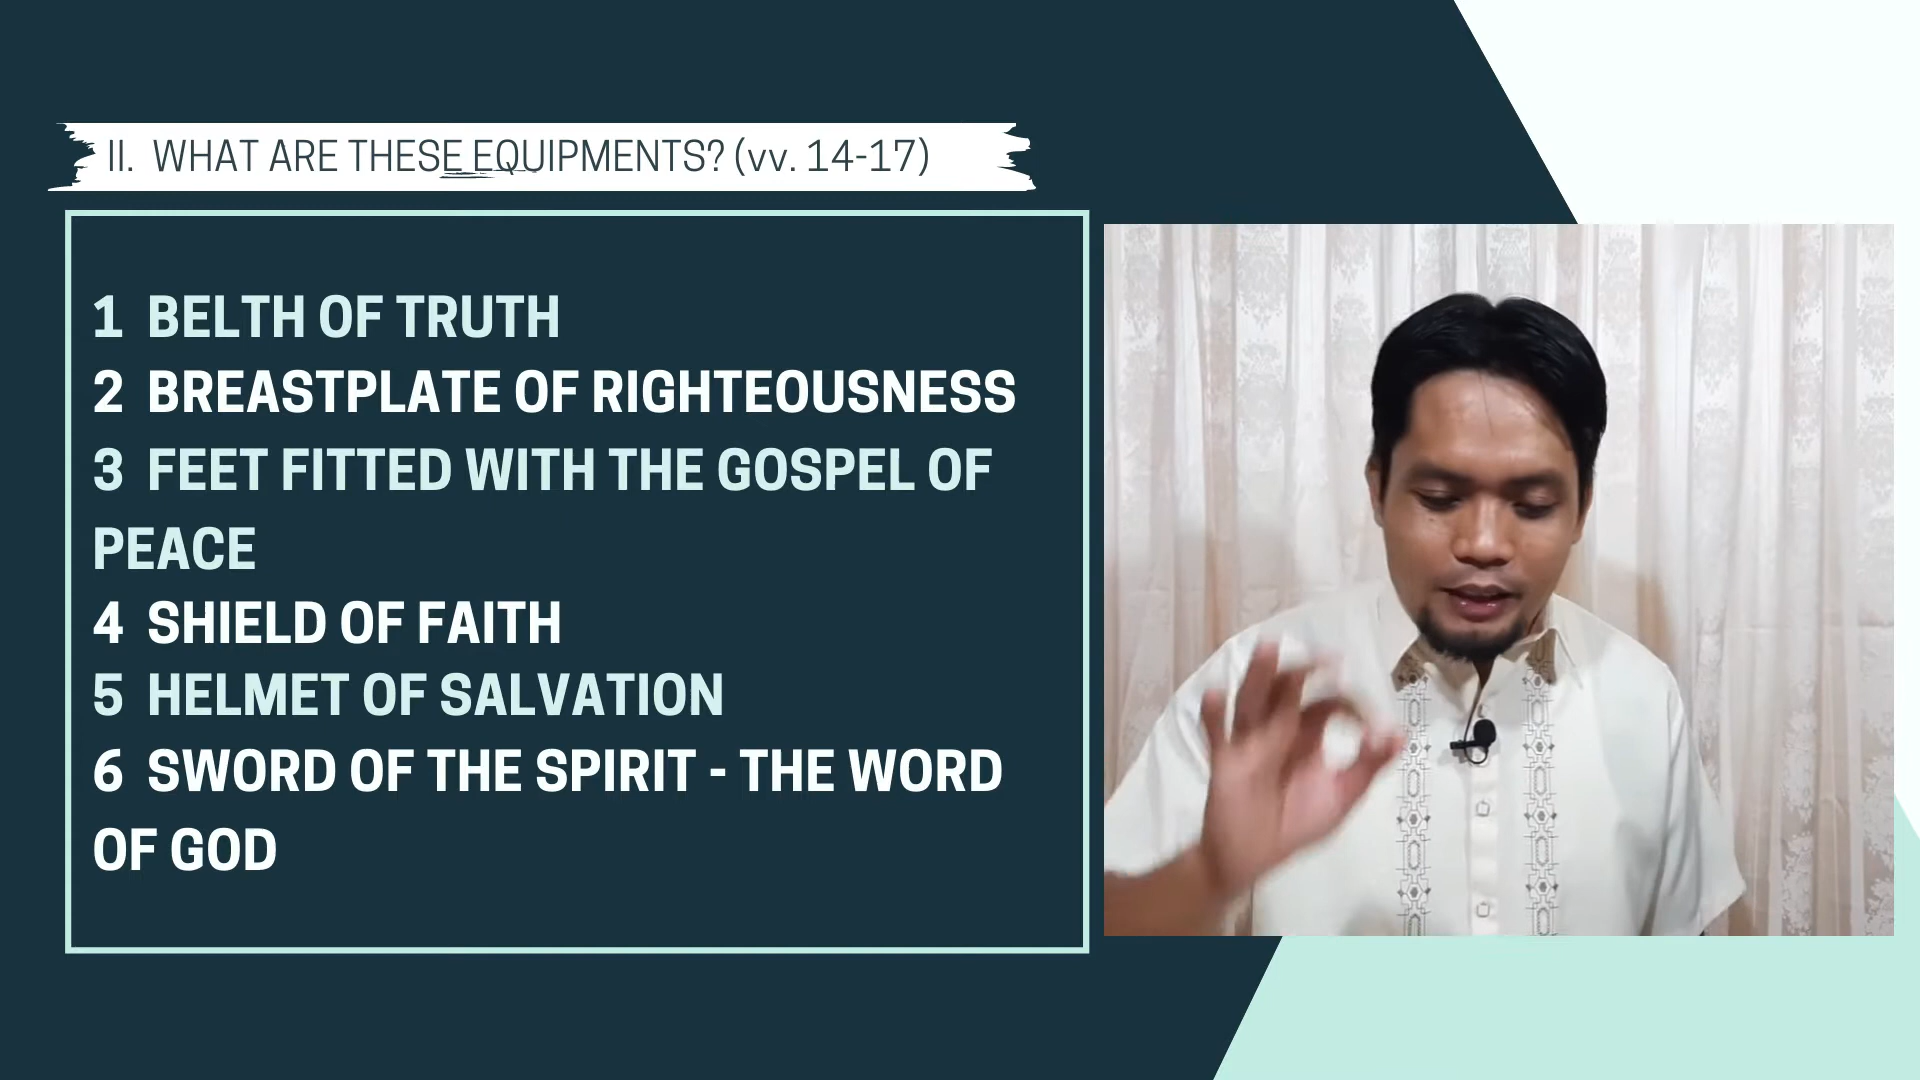 II. WHAT ARE THESE EQUIPMENTS? (vv. 14-17)
1 BELTH OF TRUTH
2 BREASTPLATE OF RIGHTEOUSNESS
3 FEET FITTED WITH THE GOSPEL OF
PEACE
4 SHIELD OF FAITH
5 HELMET OF SALVATION
6 SWORD OF THE SPIRIT - THE WORD
OF GOD